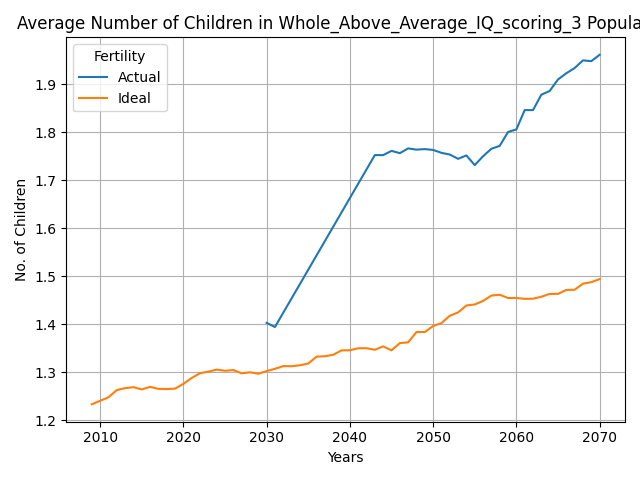 Average Number of Children in Whole_Above_Average_IQ_scoring_3 Popula
Fertility
Actual
Ideal
1.9
1.8
1.7
1.6
1.5
1.4
1.3
1.2
No. of Children
2010 2020 2030 2040 2050 2060 2070
Years